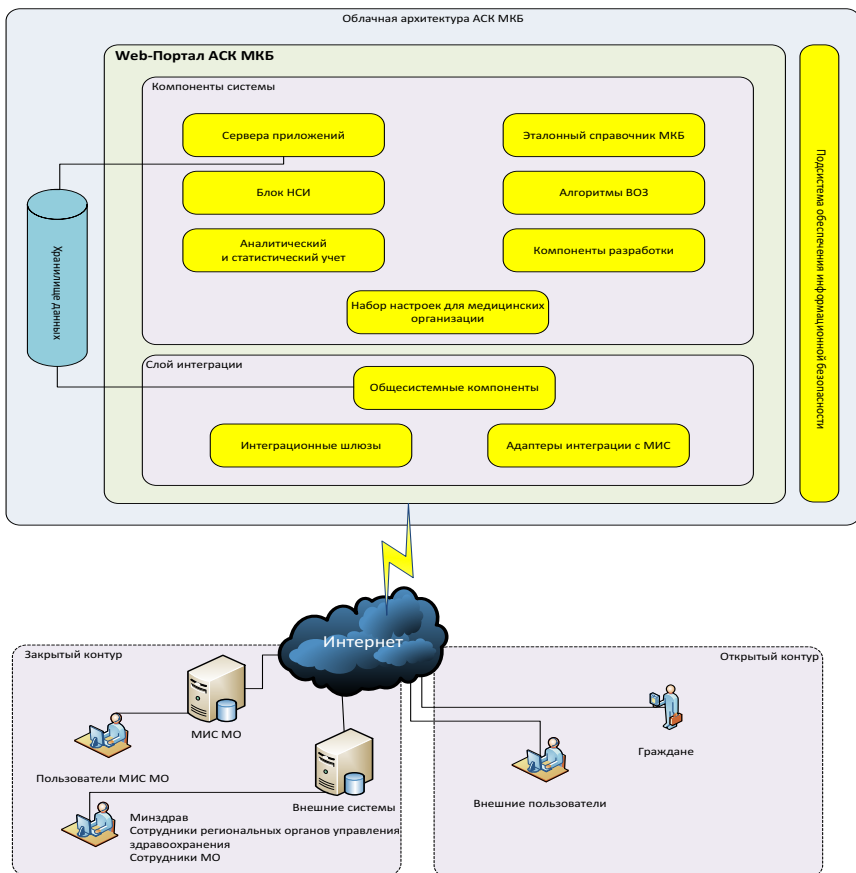 Облачная архитектура АСК МКБ
Web-Портал АСК МКБ
Компоненты системы
Сервера приложений
Эталонный справочник МКБ
Блок НСИ
Алгоритмы ВОЗ
Аналитический
и статистический учет
Компоненты разработки
Набор настроек для медицинских
организации
Хранилище данных
Подсистема обеспечения информационной безопасности
Слой интеграции
Общесистемные компоненты
Интеграционные шлюзы
Адаптеры интеграции с МИС
Интернет
Закрытый контур
МИС МО
Пользователи МИС МО
Внешние системы
Минздрав
Сотрудники региональных органов управления
здравоохранения
Сотрудники МО
Открытый контур
Граждане
Внешние пользователи